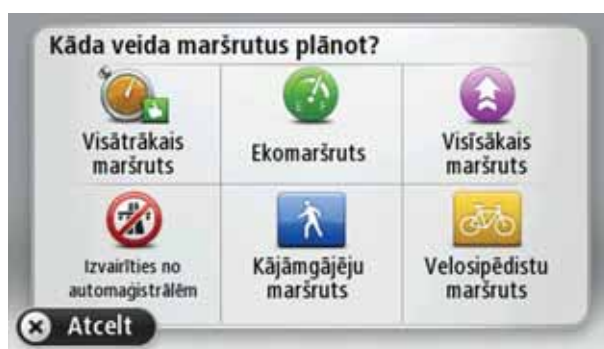 Kāda veida maršrutus plānot?
Visātrākais
maršruts
Ekomaršruts
Visīsākais
maršruts
Izvairīties no
automaģistrālēm
Kājāmgājēju
maršruts
Velosipēdistu
maršruts
Atcelt